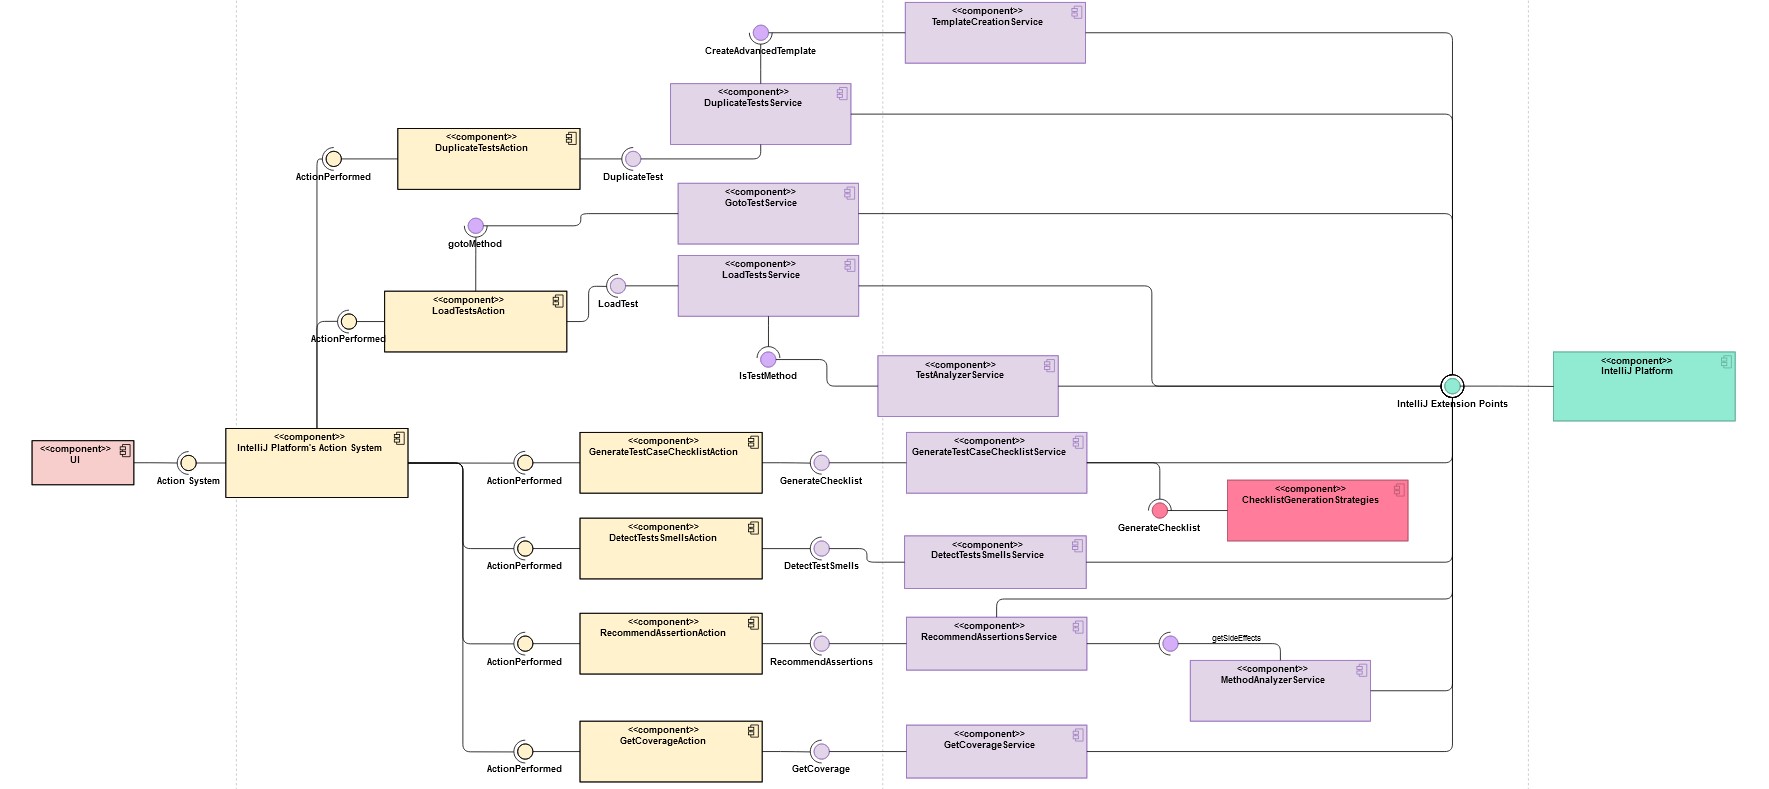 <<component>>
TemplateCreationService
CreateAdvancedTemplate
<<component>>
DuplicateTestsService
<<component>>
DuplicateTestsAction
ActionPerformed
DuplicateTest
<<component>>
GotoTestService
gotoMethod
<<component>>
LoadTestsService
<<component>>
LoadTestsAction
LoadTest
ActionPerformed
IsTestMethod
<<component>>
TestAnalyzerService
<<component>>
IntelliJ Platform
IntelliJ Extension Points
<<component>>
UI
Action System
<<component>>
IntelliJ Platform's Action System
ActionPerformed
<<component>>
GenerateTestCaseChecklistAction
GenerateChecklist
<<component>>
GenerateTestCaseChecklistService
<<component>>
ChecklistGenerationStrategies
GenerateChecklist
<<component>>
DetectTestsSmellsAction
ActionPerformed
DetectTestSmells
<<component>>
DetectTestsSmellsService
<<component>>
RecommendAssertionAction
ActionPerformed
RecommendAssertions
<<component>>
RecommendAssertionsService
getSideEffects
<<component>>
MethodAnalyzerService
<<component>>
GetCoverageAction
ActionPerformed
GetCoverage
<<component>>
GetCoverageService